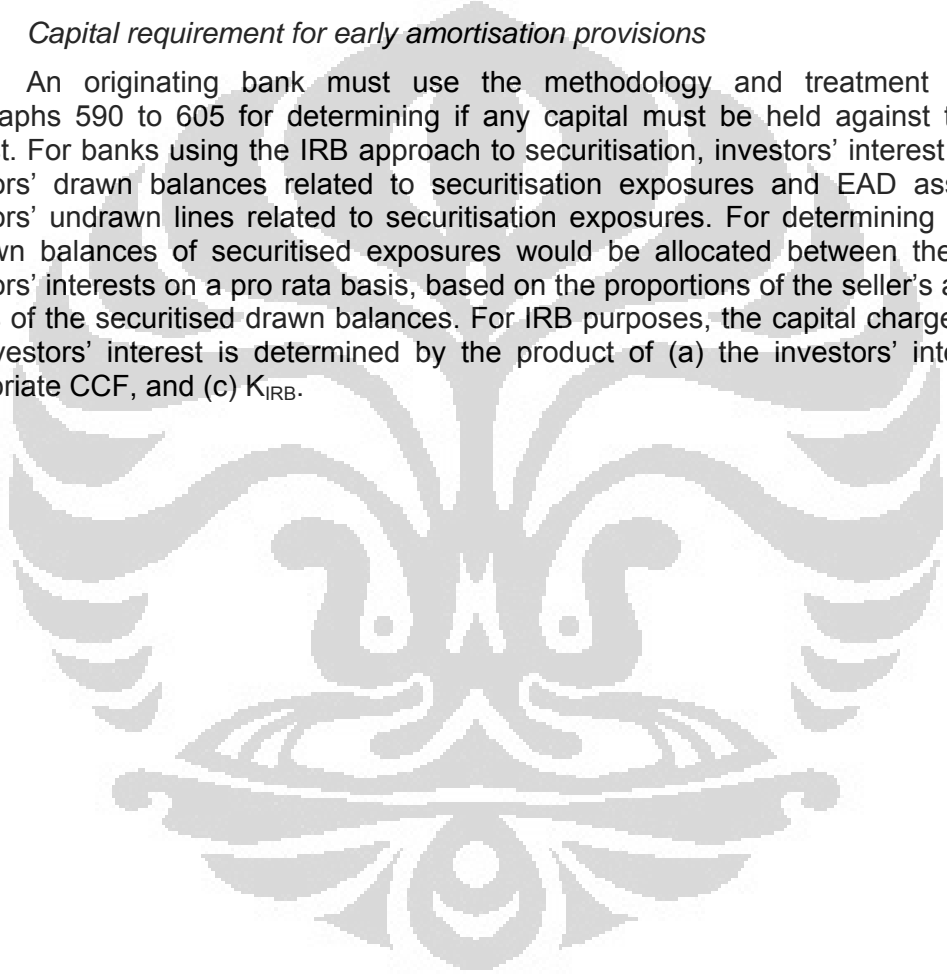 Capital requirement for early amortisation provisions
An originating bank must use the methodology and treatment
aphs 590 to 605 for determining if any capital must be held against
t. For banks using the IRB approach to securitisation, investors’ interest
ors’ drawn balances related to securitisation exposures and EAD ass
ors’ undrawn lines related to securitisation exposures. For determining
wn balances of securitised exposures would be allocated between the
ors’ interests on a pro rata basis, based on the proportions of the seller’s a
of the securitised drawn balances. For IRB purposes, the capital charge
vestors’ interest is determined by the product of (a) the investors’ inte
priate CCF, and (c) KIRB.